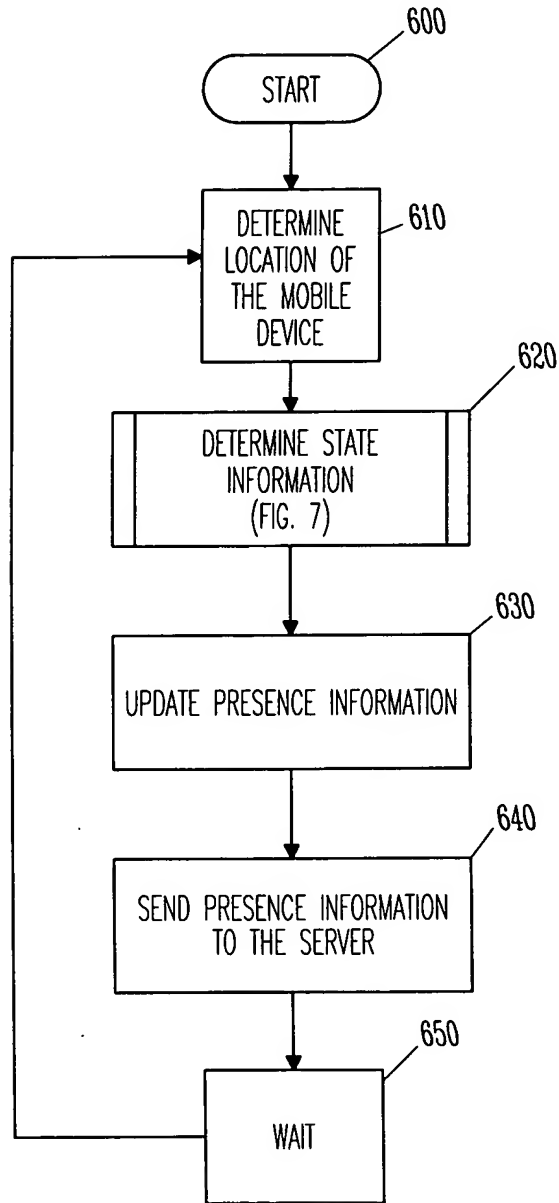 600
START
610
DETERMINE
LOCATION OF
THE MOBILE
DEVICE
620
DETERMINE STATE
INFORMATION
(FIG. 7)
630
UPDATE PRESENCE INFORMATION
640
SEND PRESENCE INFORMATION
TO THE SERVER
650
WAIT